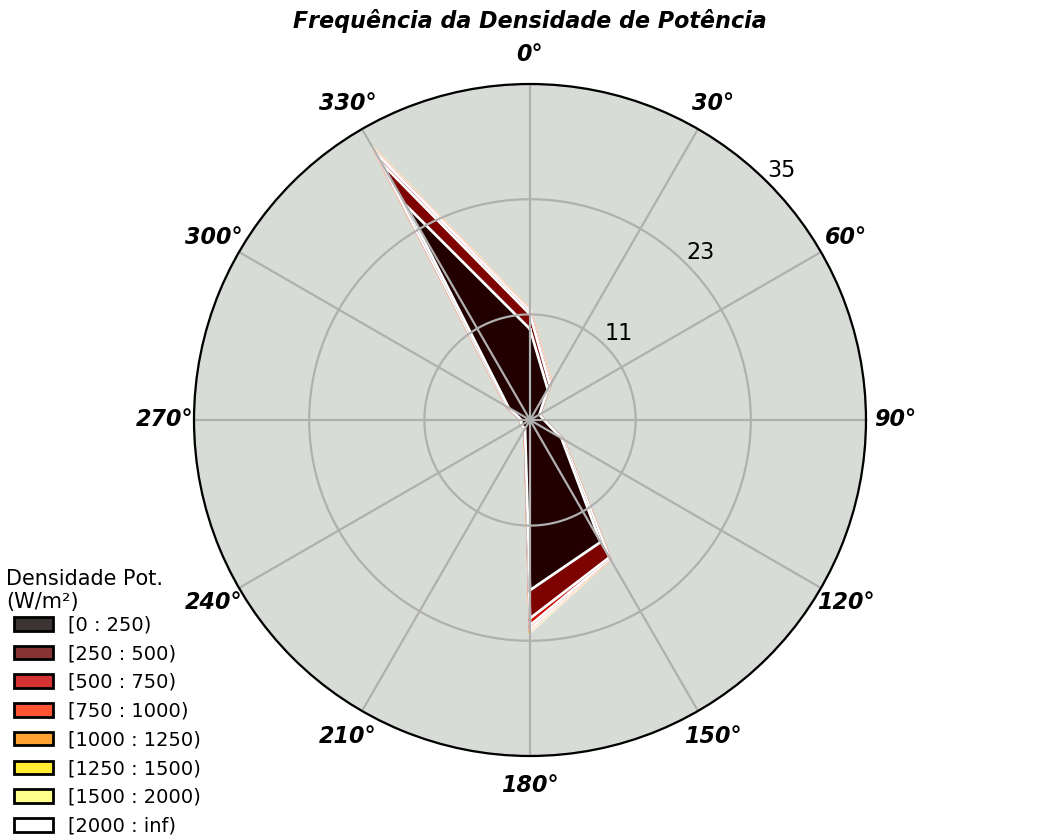 Frequência da Densidade de Potência
0°
330°
30°
35
300°
60°
23
11
270°
90°
Densidade Pot.
(W/m²)
240°
120°
[0 : 250)
[250 : 500)
[500 : 750)
[750 : 1000)
210°
150°
[1000 : 1250)
[1250 : 1500)
180°
[1500 : 2000)
[2000 : inf)